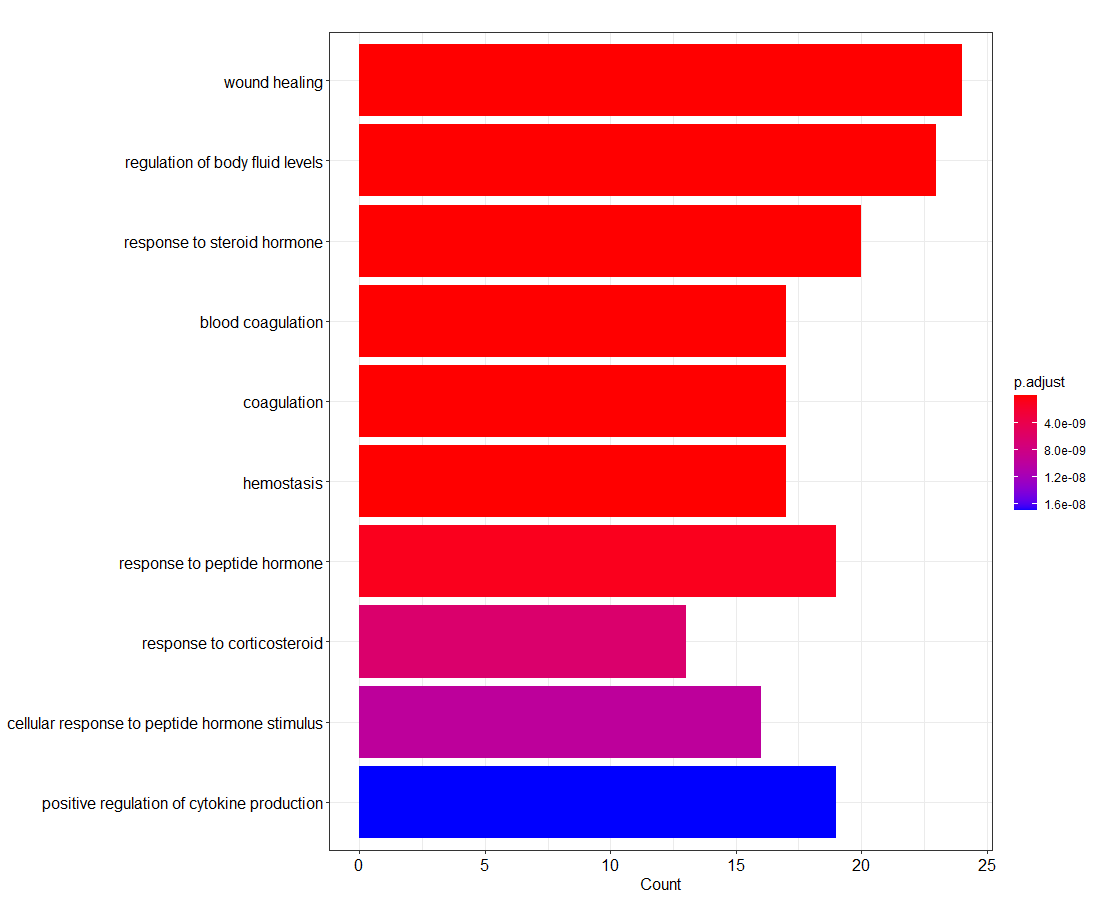 wound healing
regulation of body fluid levels
response to steroid hormone
blood coagulation
coagulation
hemostasis
response to peptide hormone
response to corticosteroid
cellular response to peptide hormone stimulus
positive regulation of cytokine production
0 5 10 15 20 25
Count
p.adjust
4.0e-09
8.0e-09
1.2e-08
1.6e-08